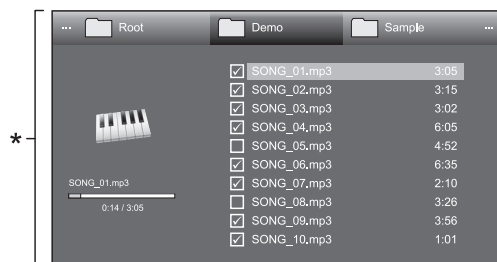 ... Root Demo Sample ...
SONG_01.mp3 3:05
SONG_02.mp3 3:15
SONG_03.mp3 3:02
SONG_04.mp3 6:05
SONG_05.mp3 4:52
SONG_06.mp3 6:35
SONG_07.mp3 2:10
SONG_08.mp3 3:26
SONG_09.mp3 3:56
SONG_10.mp3 1:01
*
SONG_01.mp3
0:14 / 3:05